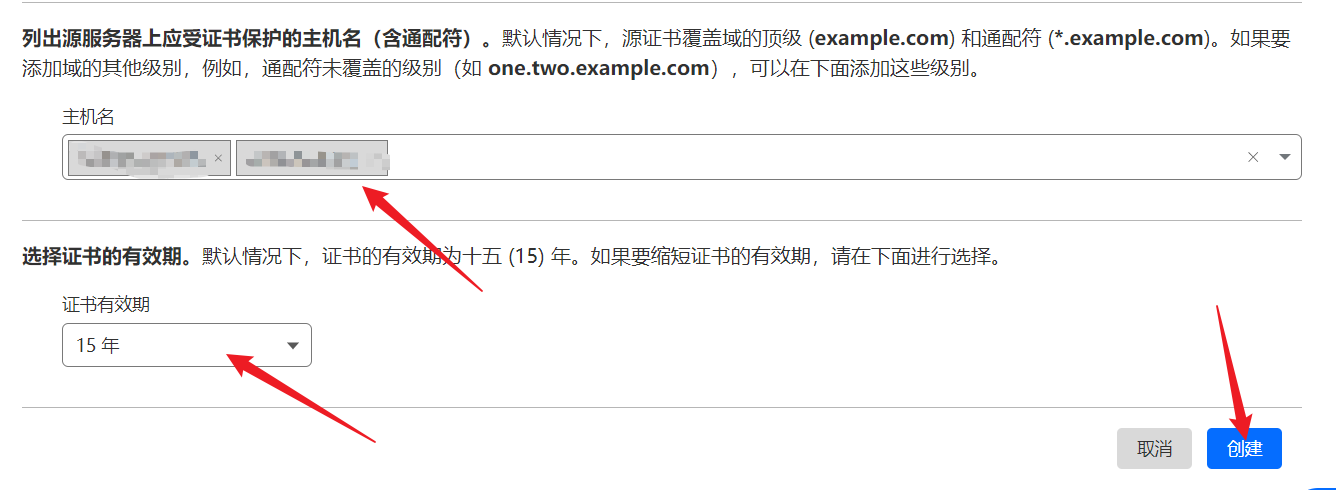 列出源服务器上应受证书保护的主机名（含通配符）。默认情况下，源证书覆盖域的顶级 (example.com) 和通配符 (*.example.com)。如果要
添加域的其他级别，例如，通配符未覆盖的级别（如 one.two.example.com），可以在下面添加这些级别。
主机名
选择证书的有效期。默认情况下，证书的有效期为十五 (15) 年。如果要缩短证书的有效期，请在下面进行选择。
证书有效期
15 年
取消 创建